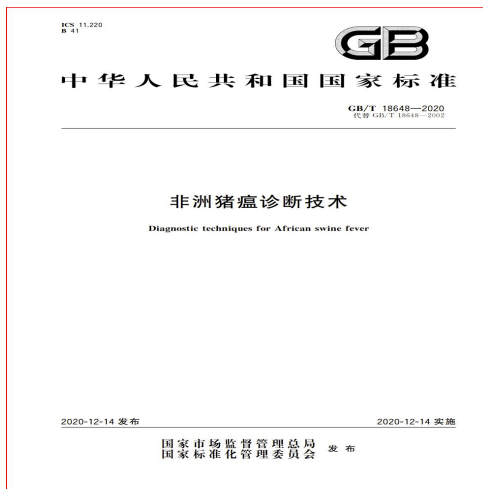 ICS 11.220
B 41
GB
中华人民共和国国家标准
GB/T 18648—2020
代替 GB/T 18648—2002
非洲猪瘟诊断技术
Diagnostic techniques for African swine fever
2020-12-14 发布
2020-12-14 实施
国家市场监督管理总局
国家标准化管理委员会
发布